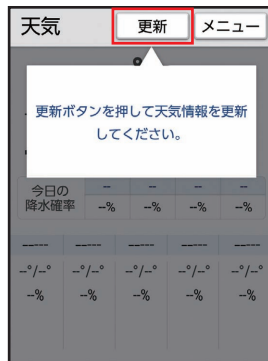 天気 更新 メニュー
更新ボタンを押して天気情報を更新
してください。
今日の -- -- -- --
降水確率 --% --% --% --%
----- ----- ----- ----- -----
--°/--° --°/--° --°/--° --°/--° --°/--°
--% --% --% --% --%